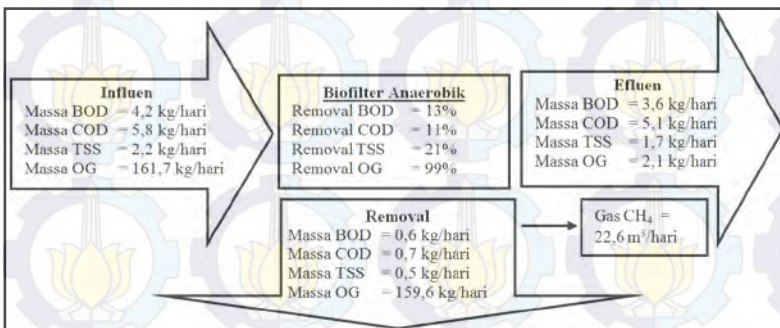 Influen
Massa BOD = 4,2 kg/hari
Massa COD = 5,8 kg/hari
Massa TSS = 2,2 kg/hari
Massa OG = 161,7 kg/hari
Biofilter Anaerobik
Removal BOD = 13%
Removal COD = 11%
Removal TSS = 21%
Removal OG = 99%
Efluen
Massa BOD = 3,6 kg/hari
Massa COD = 5,1 kg/hari
Massa TSS = 1,7 kg/hari
Massa OG = 2,1 kg/hari
Removal
Massa BOD = 0,6 kg/hari
Massa COD = 0,7 kg/hari
Massa TSS = 0,5 kg/hari
Massa OG = 159,6 kg/hari
Gas CH₄ =
22,6 m³/hari